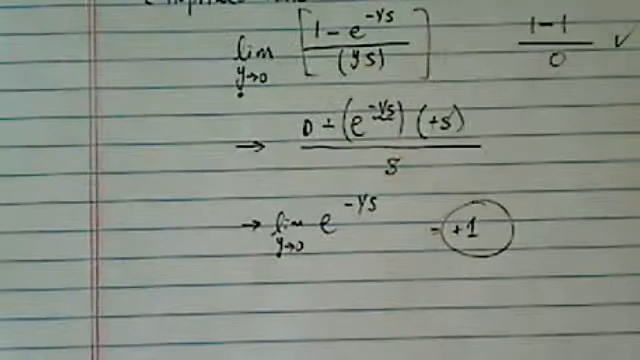 lim y→0 [ (1 - e^{-ys}) / (ys) ]   (1-1)/0 ✓
→ (0 + (e^{-ys}) (+s)) / s
→ lim y→0 e^{-ys} = +1